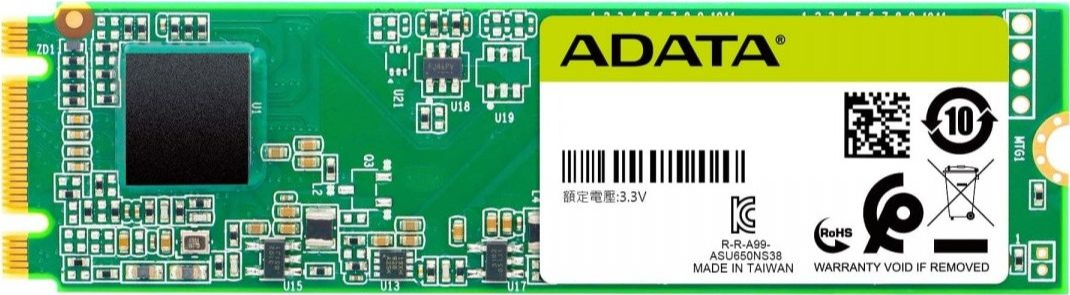 ADATA®
ZD1
U1
U21
U18
U19
10
MTG1
額定電壓:3.3V
Q3
L2
RoHS
R-R-A99-
ASU650NS38
MADE IN TAIWAN
WARRANTY VOID IF REMOVED
U15
U13
U17